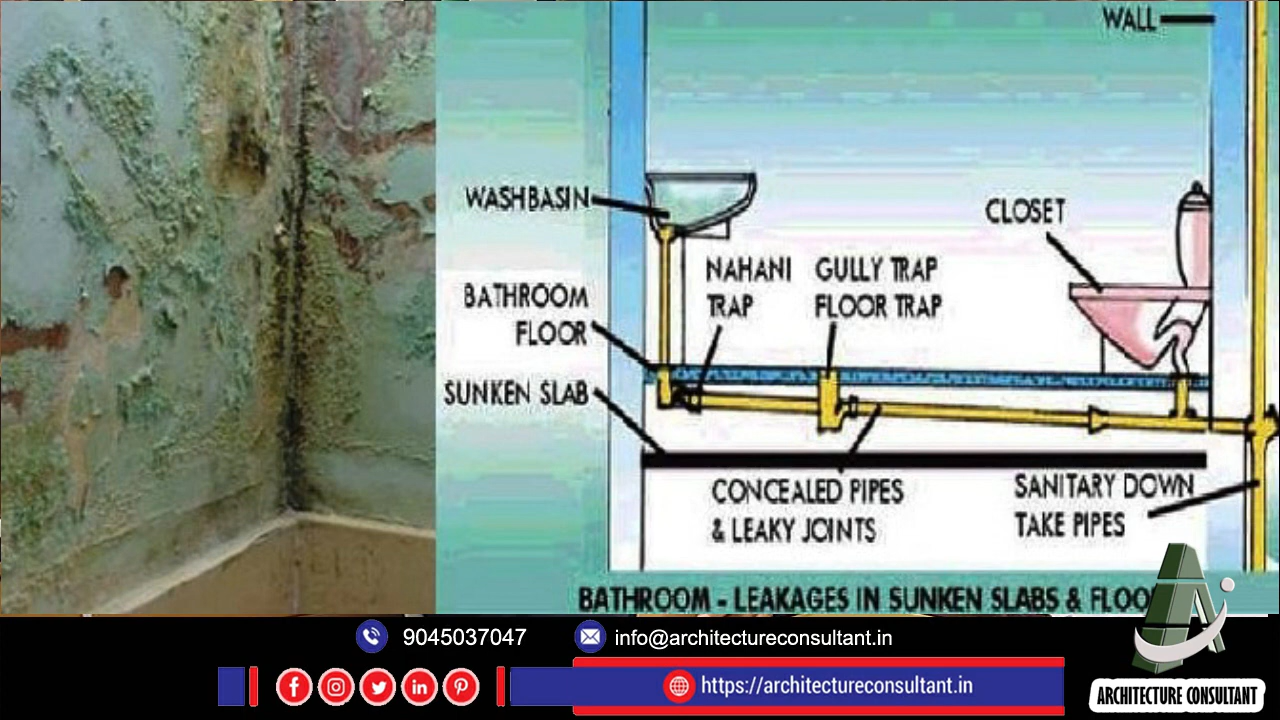 WALL
WASHBASIN
CLOSET
NAHANI
TRAP
GULLY TRAP
FLOOR TRAP
BATHROOM
FLOOR
SUNKEN SLAB
CONCEALED PIPES
& LEAKY JOINTS
SANITARY DOWN
TAKE PIPES
BATHROOM - LEAKAGES IN SUNKEN SLABS &
9045037047
info@architectureconsultant.in
https://architectureconsultant.in
ARCHITECTURE CONSULTANT